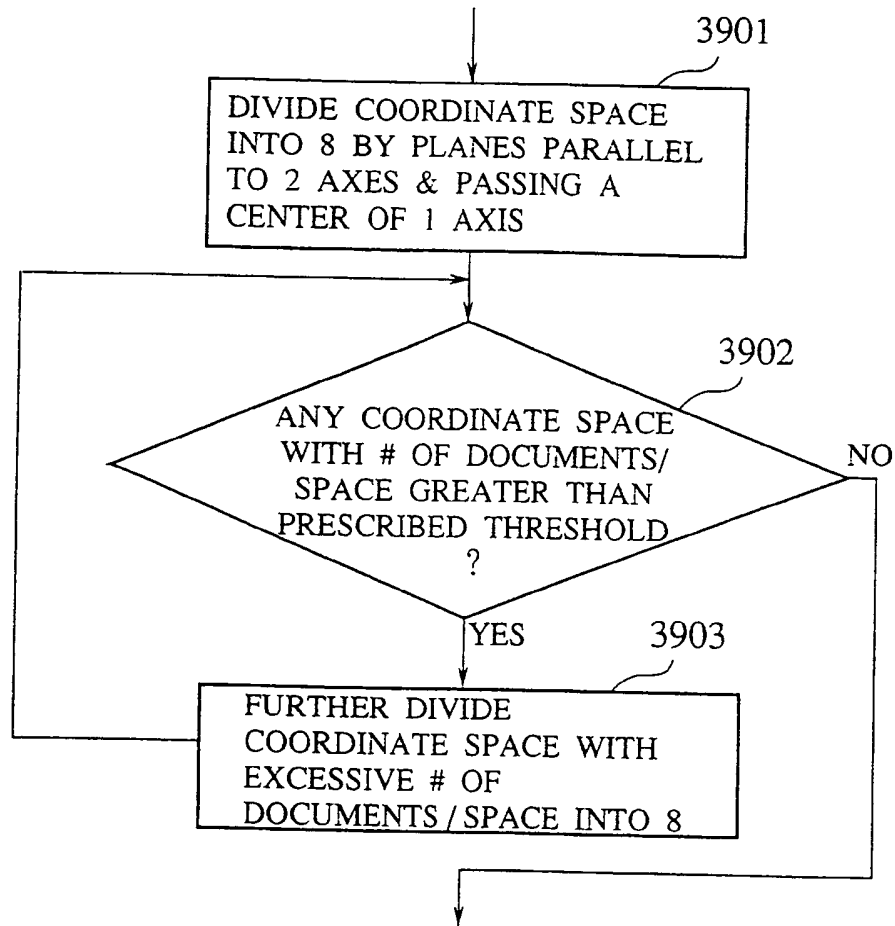 3901
DIVIDE COORDINATE SPACE
INTO 8 BY PLANES PARALLEL
TO 2 AXES & PASSING A
CENTER OF 1 AXIS
3902
ANY COORDINATE SPACE
WITH # OF DOCUMENTS/
SPACE GREATER THAN
PRESCRIBED THRESHOLD
?
NO
YES
3903
FURTHER DIVIDE
COORDINATE SPACE WITH
EXCESSIVE # OF
DOCUMENTS / SPACE INTO 8